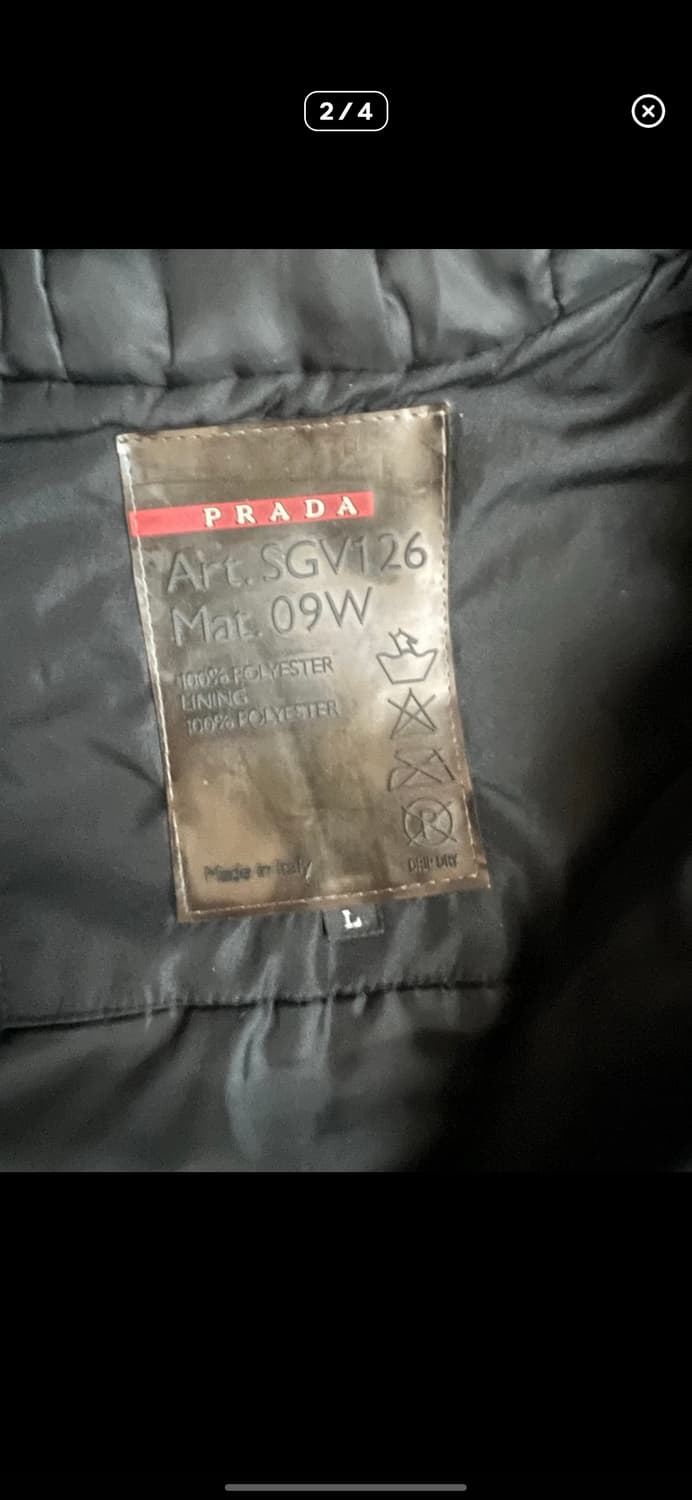 2/4
PRADA
Art. SGV126
Mat. 09W
100% POLYESTER
LINING
100% POLYESTER
R
Made in Italy
DRIP DRY
L